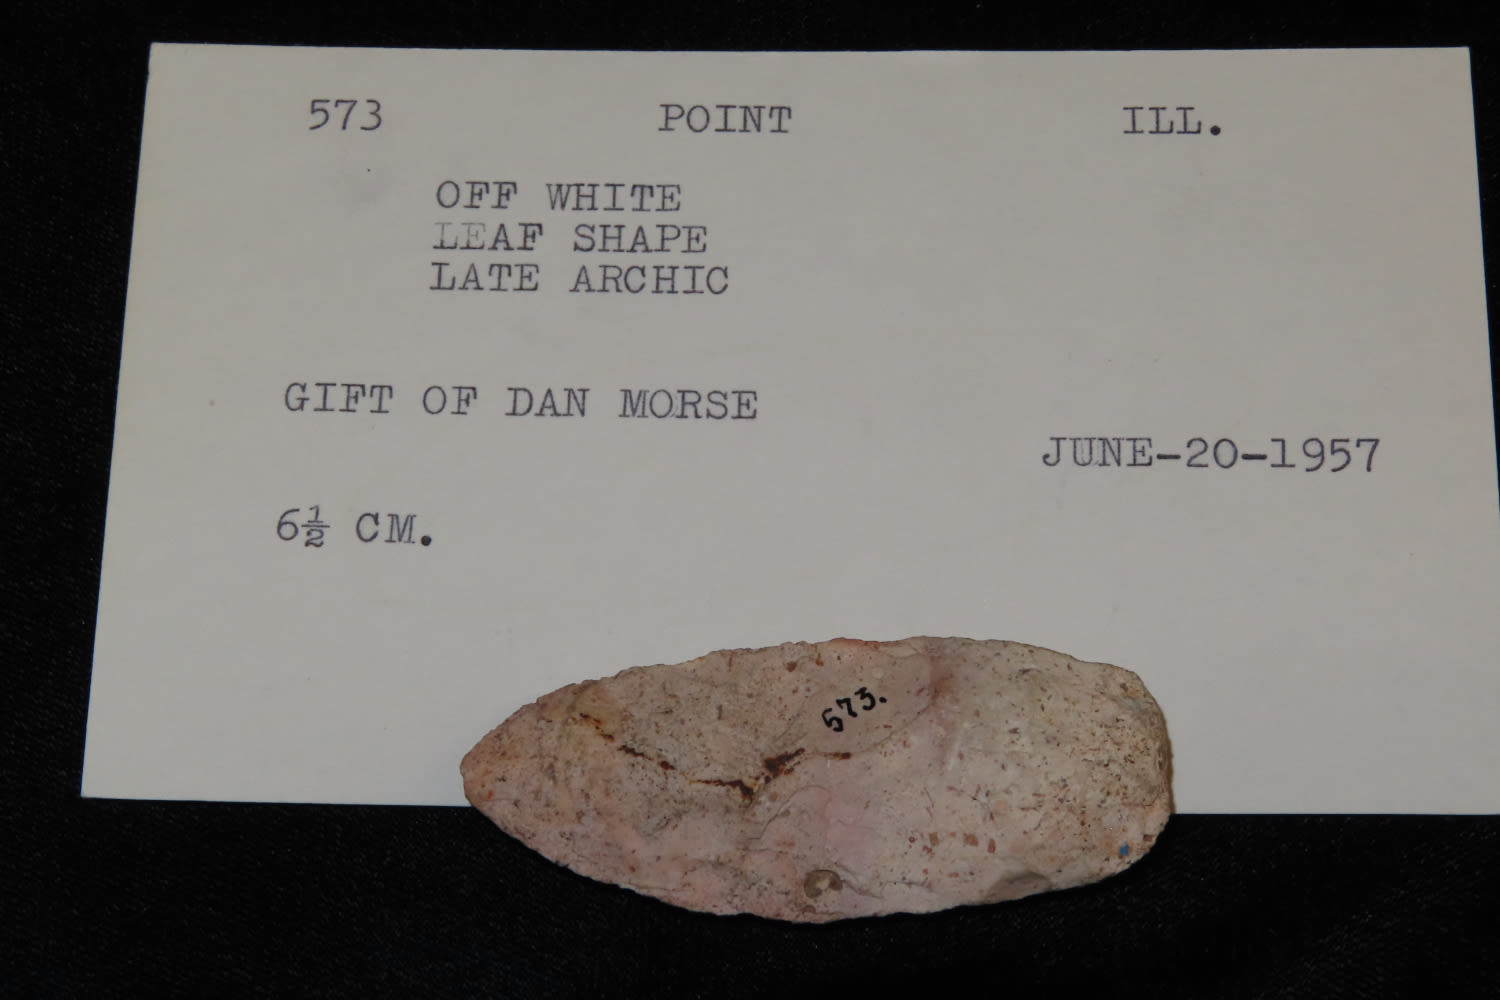 573 POINT ILL.
OFF WHITE
LEAF SHAPE
LATE ARCHIC
GIFT OF DAN MORSE
JUNE-20-1957
6½ CM.
573.